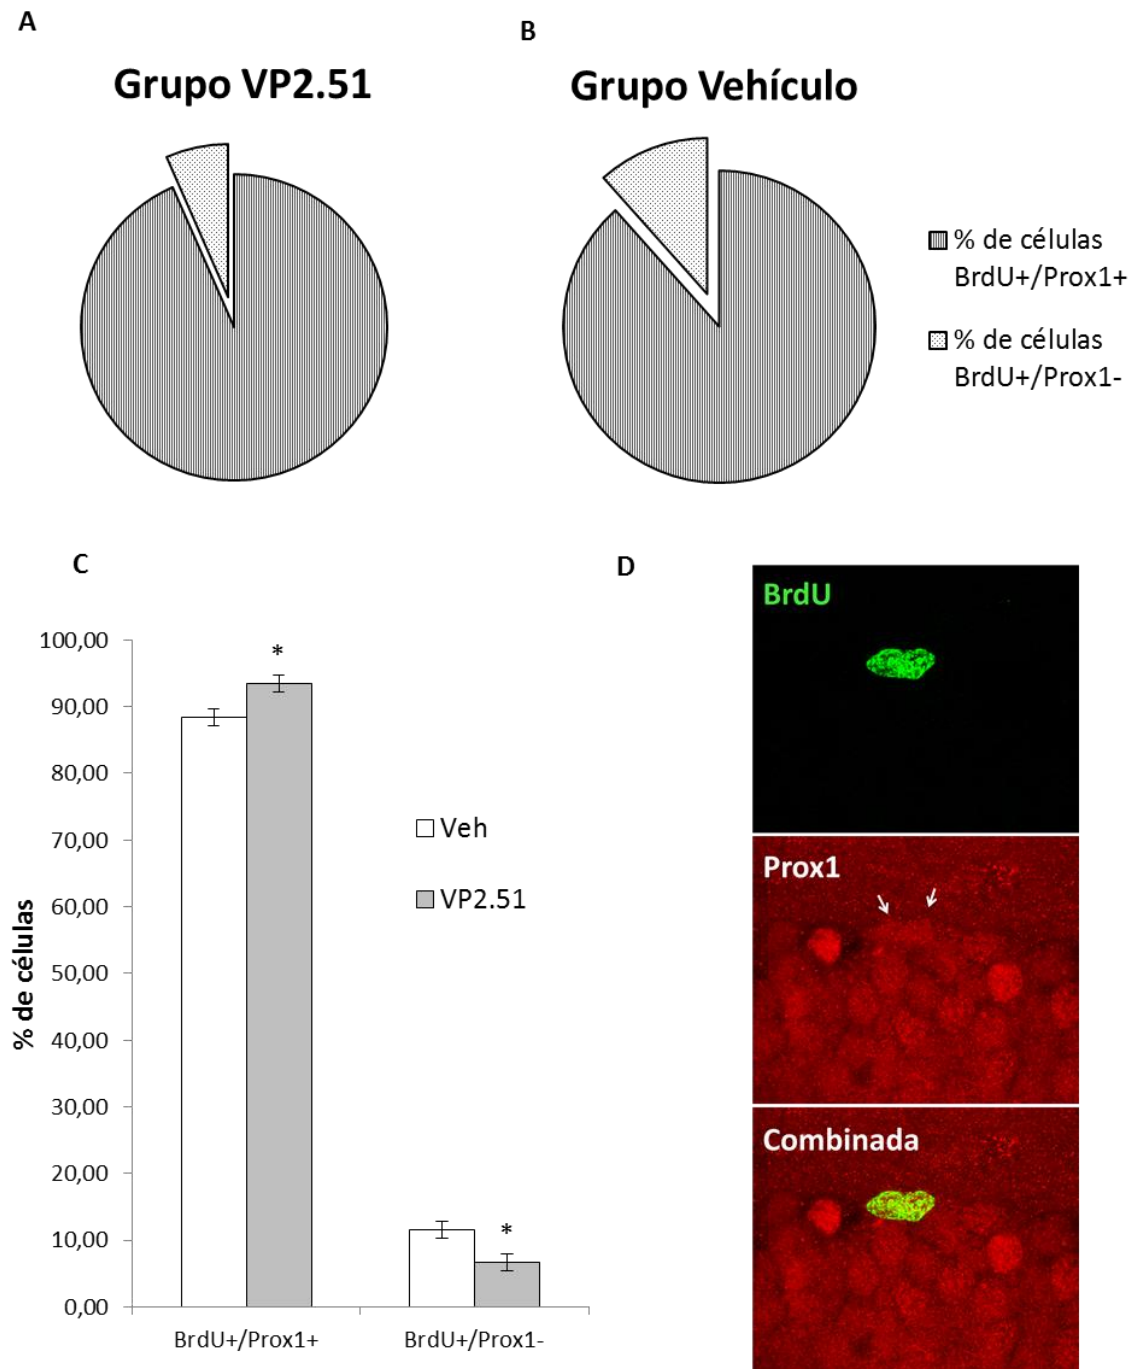 A
Grupo VP2.51
B
Grupo Vehículo
% de células
BrdU+/Prox1+
% de células
BrdU+/Prox1-
C
100,00
90,00
80,00
70,00
60,00
50,00
40,00
30,00
20,00
10,00
0,00
% de células
*
*
Veh
VP2.51
BrdU+/Prox1+
BrdU+/Prox1-
D
BrdU
Prox1
Combinada